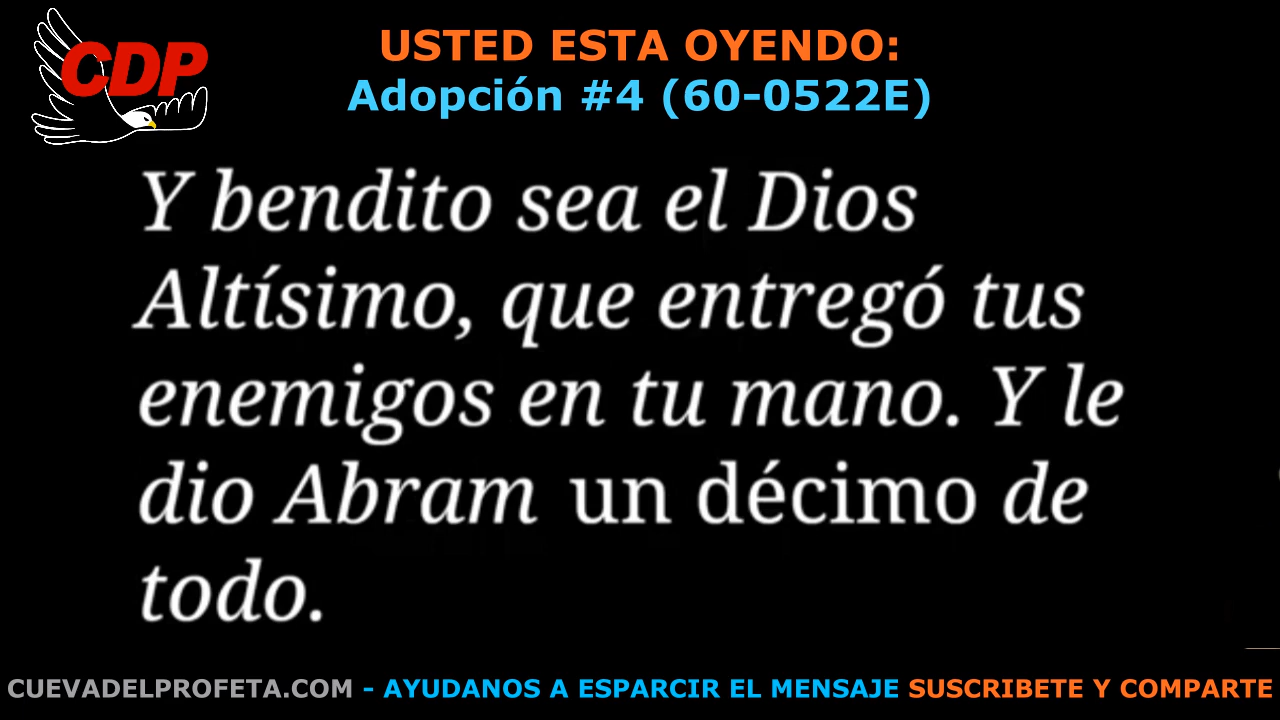 CDP
USTED ESTA OYENDO:
Adopción #4 (60-0522E)
Y bendito sea el Dios
Altísimo, que entregó tus
enemigos en tu mano. Y le
dio Abram un décimo de
todo.
CUEVADELPROFETA.COM - AYUDANOS A ESPARCIR EL MENSAJE SUSCRIBETE Y COMPARTE